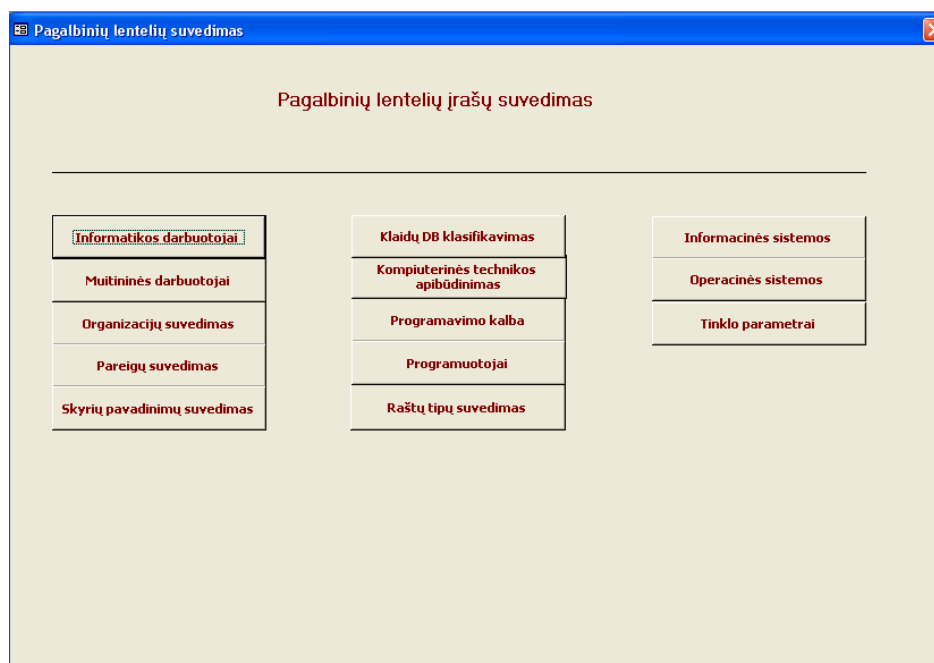 Pagalbinių lentelių suvedimas
Pagalbinių lentelių įrašų suvedimas
Informatikos darbuotojai
Muitininės darbuotojai
Organizacijų suvedimas
Pareigų suvedimas
Skyrių pavadinimų suvedimas
Klaidų DB klasifikavimas
Kompiuterinės technikos
apibūdinimas
Programavimo kalba
Programuotojai
Raštų tipų suvedimas
Informacinės sistemos
Operacinės sistemos
Tinklo parametrai